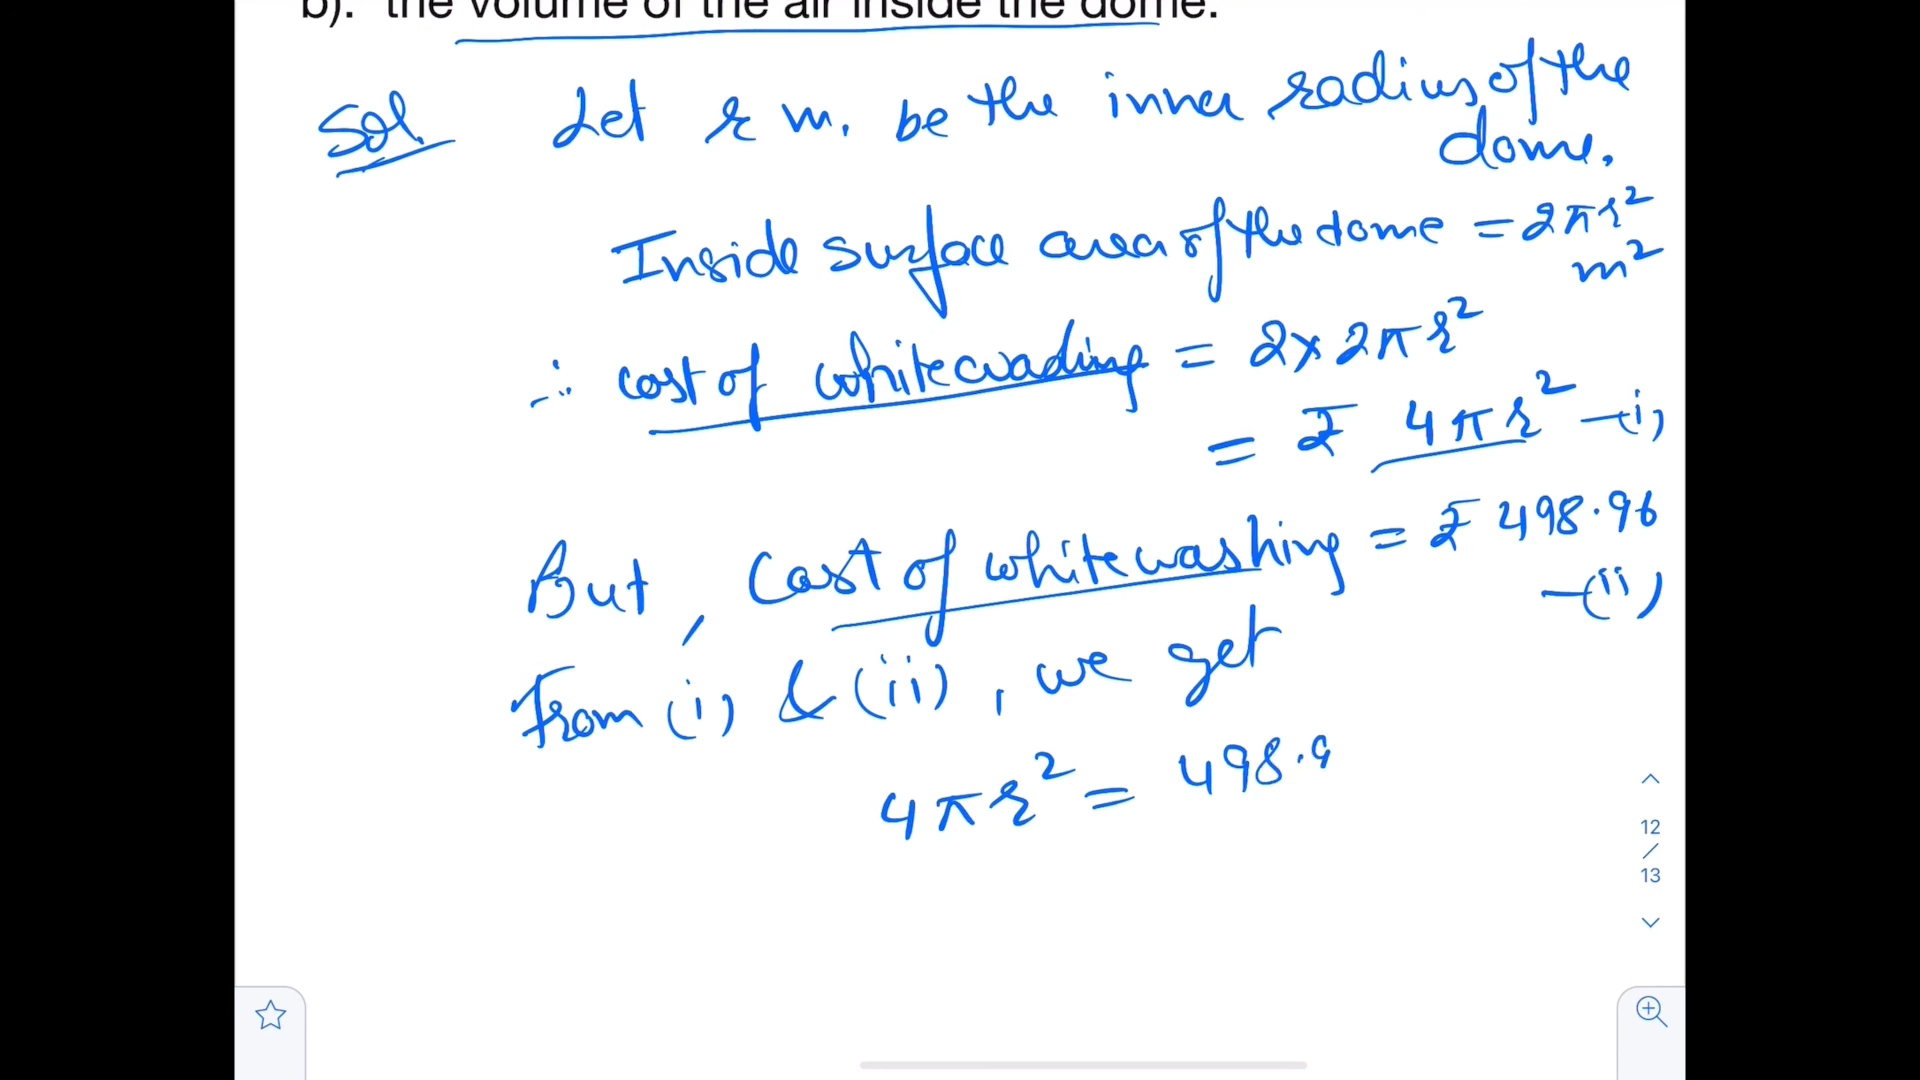 b). the volume of the air inside the dome.
Sol. Let r m. be the inner radius of the
dome.
Inside surface area of the dome = 2πr²
m²
∴ cost of whitewading = 2×2πr²
= ₹ 4πr² —(i)
But, Cost of whitewashing = ₹ 498.96
—(ii)
From (i) & (ii), we get
4πr² = 498.9
12
/
13